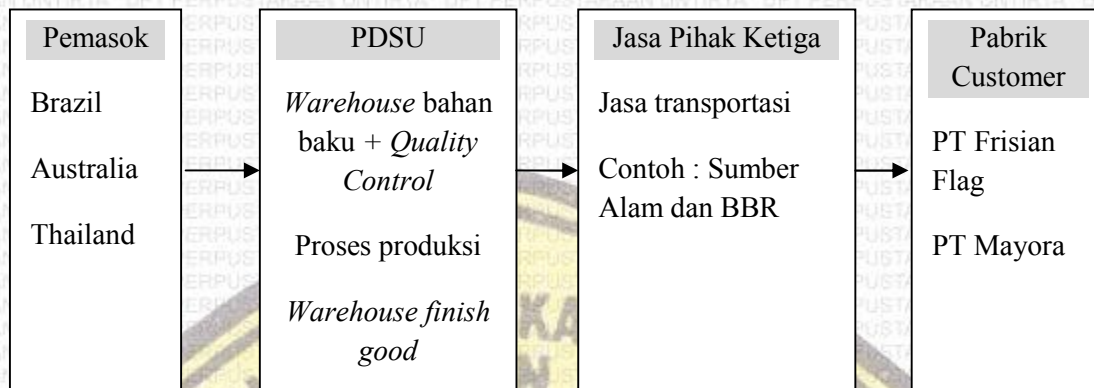 Pemasok
Brazil
Australia
Thailand
PDSU
Warehouse bahan
baku + Quality
Control
Proses produksi
Warehouse finish
good
Jasa Pihak Ketiga
Jasa transportasi
Contoh : Sumber
Alam dan BBR
Pabrik
Customer
PT Frisian
Flag
PT Mayora